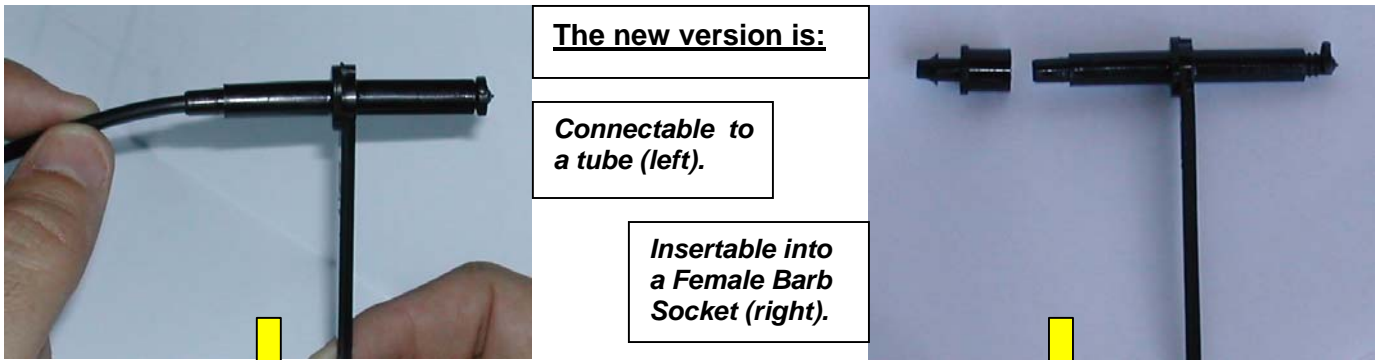 The new version is:
Connectable to
a tube (left).
Insertable into
a Female Barb
Socket (right).